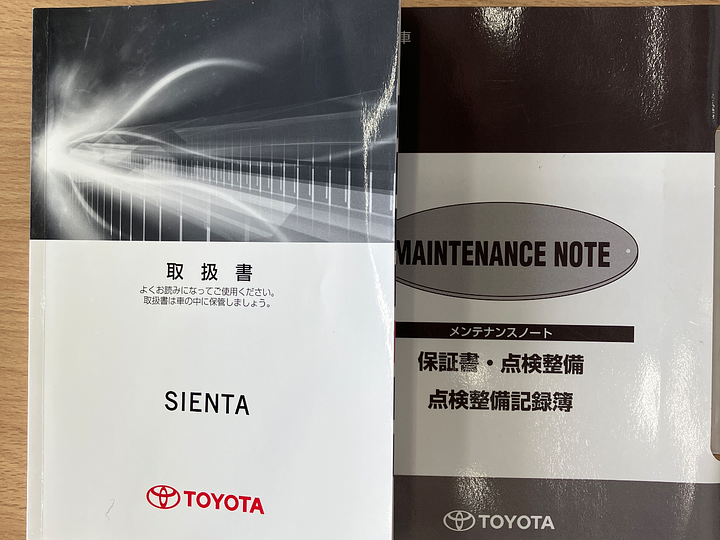 取扱書
よくお読みになってご使用ください。
取扱書は車の中に保管しましょう。
SIENTA
TOYOTA
車
MAINTENANCE NOTE
メンテナンスノート
保証書・点検整備
点検整備記録簿
TOYOTA